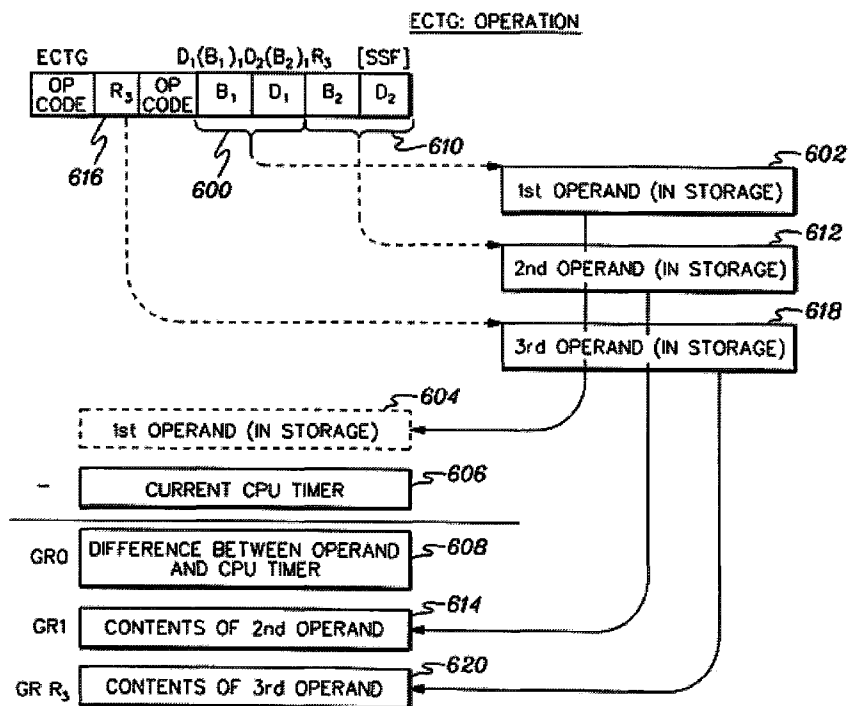 ECTG: OPERATION
ECTG D₁(B₁),D₂(B₂),R₃ [SSF]
OP CODE R₃ OP CODE B₁ D₁ B₂ D₂
616 600 610
602
1st OPERAND (IN STORAGE)
612
2nd OPERAND (IN STORAGE)
618
3rd OPERAND (IN STORAGE)
604
1st OPERAND (IN STORAGE)
606
– CURRENT CPU TIMER
GR0 DIFFERENCE BETWEEN OPERAND
AND CPU TIMER
608
614
GR1 CONTENTS OF 2nd OPERAND
620
GR R₃ CONTENTS OF 3rd OPERAND